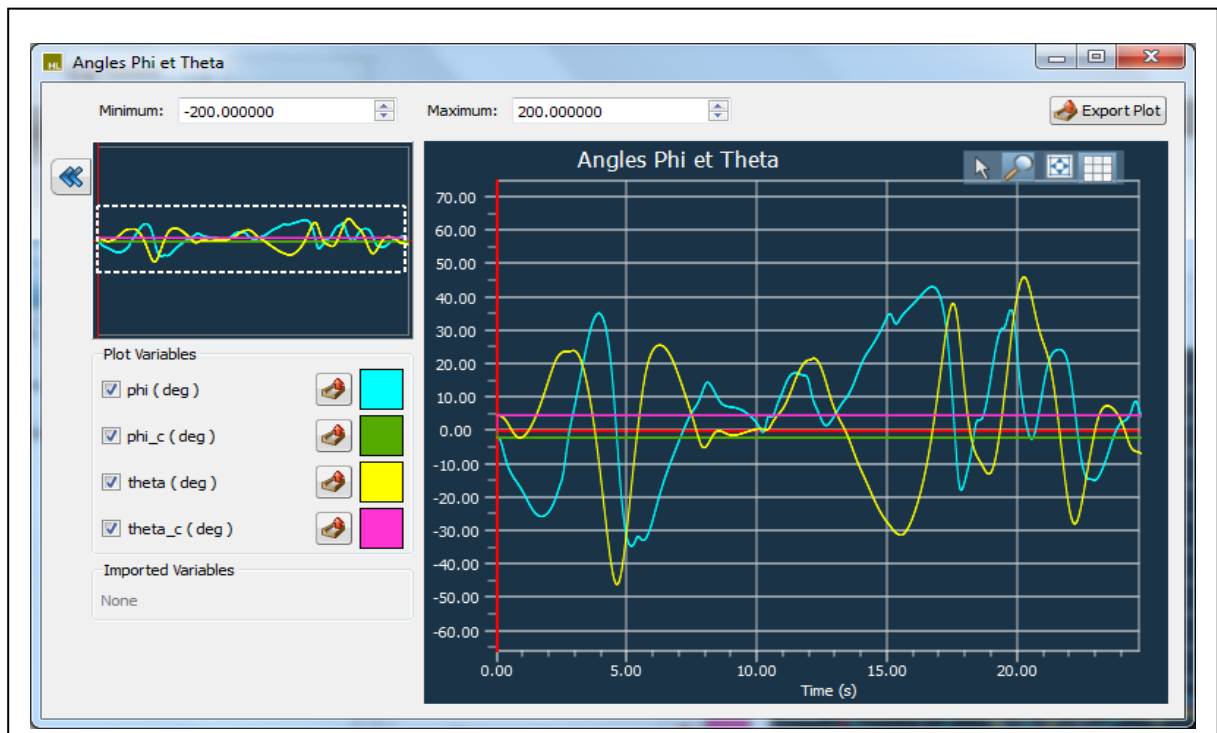 HL Angles Phi et Theta
Minimum: -200.000000 Maximum: 200.000000 Export Plot
Angles Phi et Theta
70.00
60.00
50.00
40.00
30.00
20.00
10.00
0.00
-10.00
-20.00
-30.00
-40.00
-50.00
-60.00
0.00 5.00 10.00 15.00 20.00
Time (s)
Plot Variables
phi ( deg )
phi_c ( deg )
theta ( deg )
theta_c ( deg )
Imported Variables
None